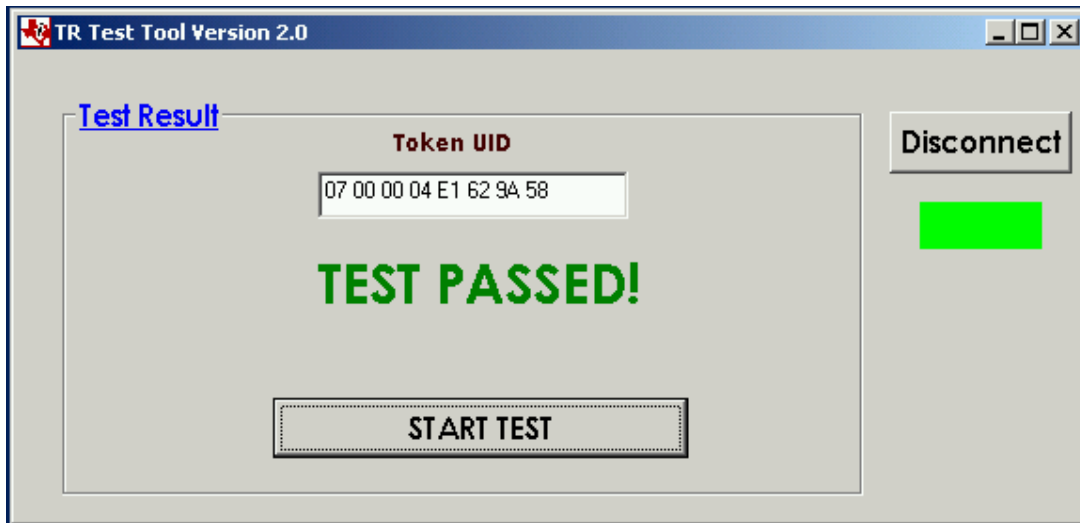 TR Test Tool Version 2.0
Test Result
Token UID
07 00 00 04 E1 62 9A 58
TEST PASSED!
START TEST
Disconnect